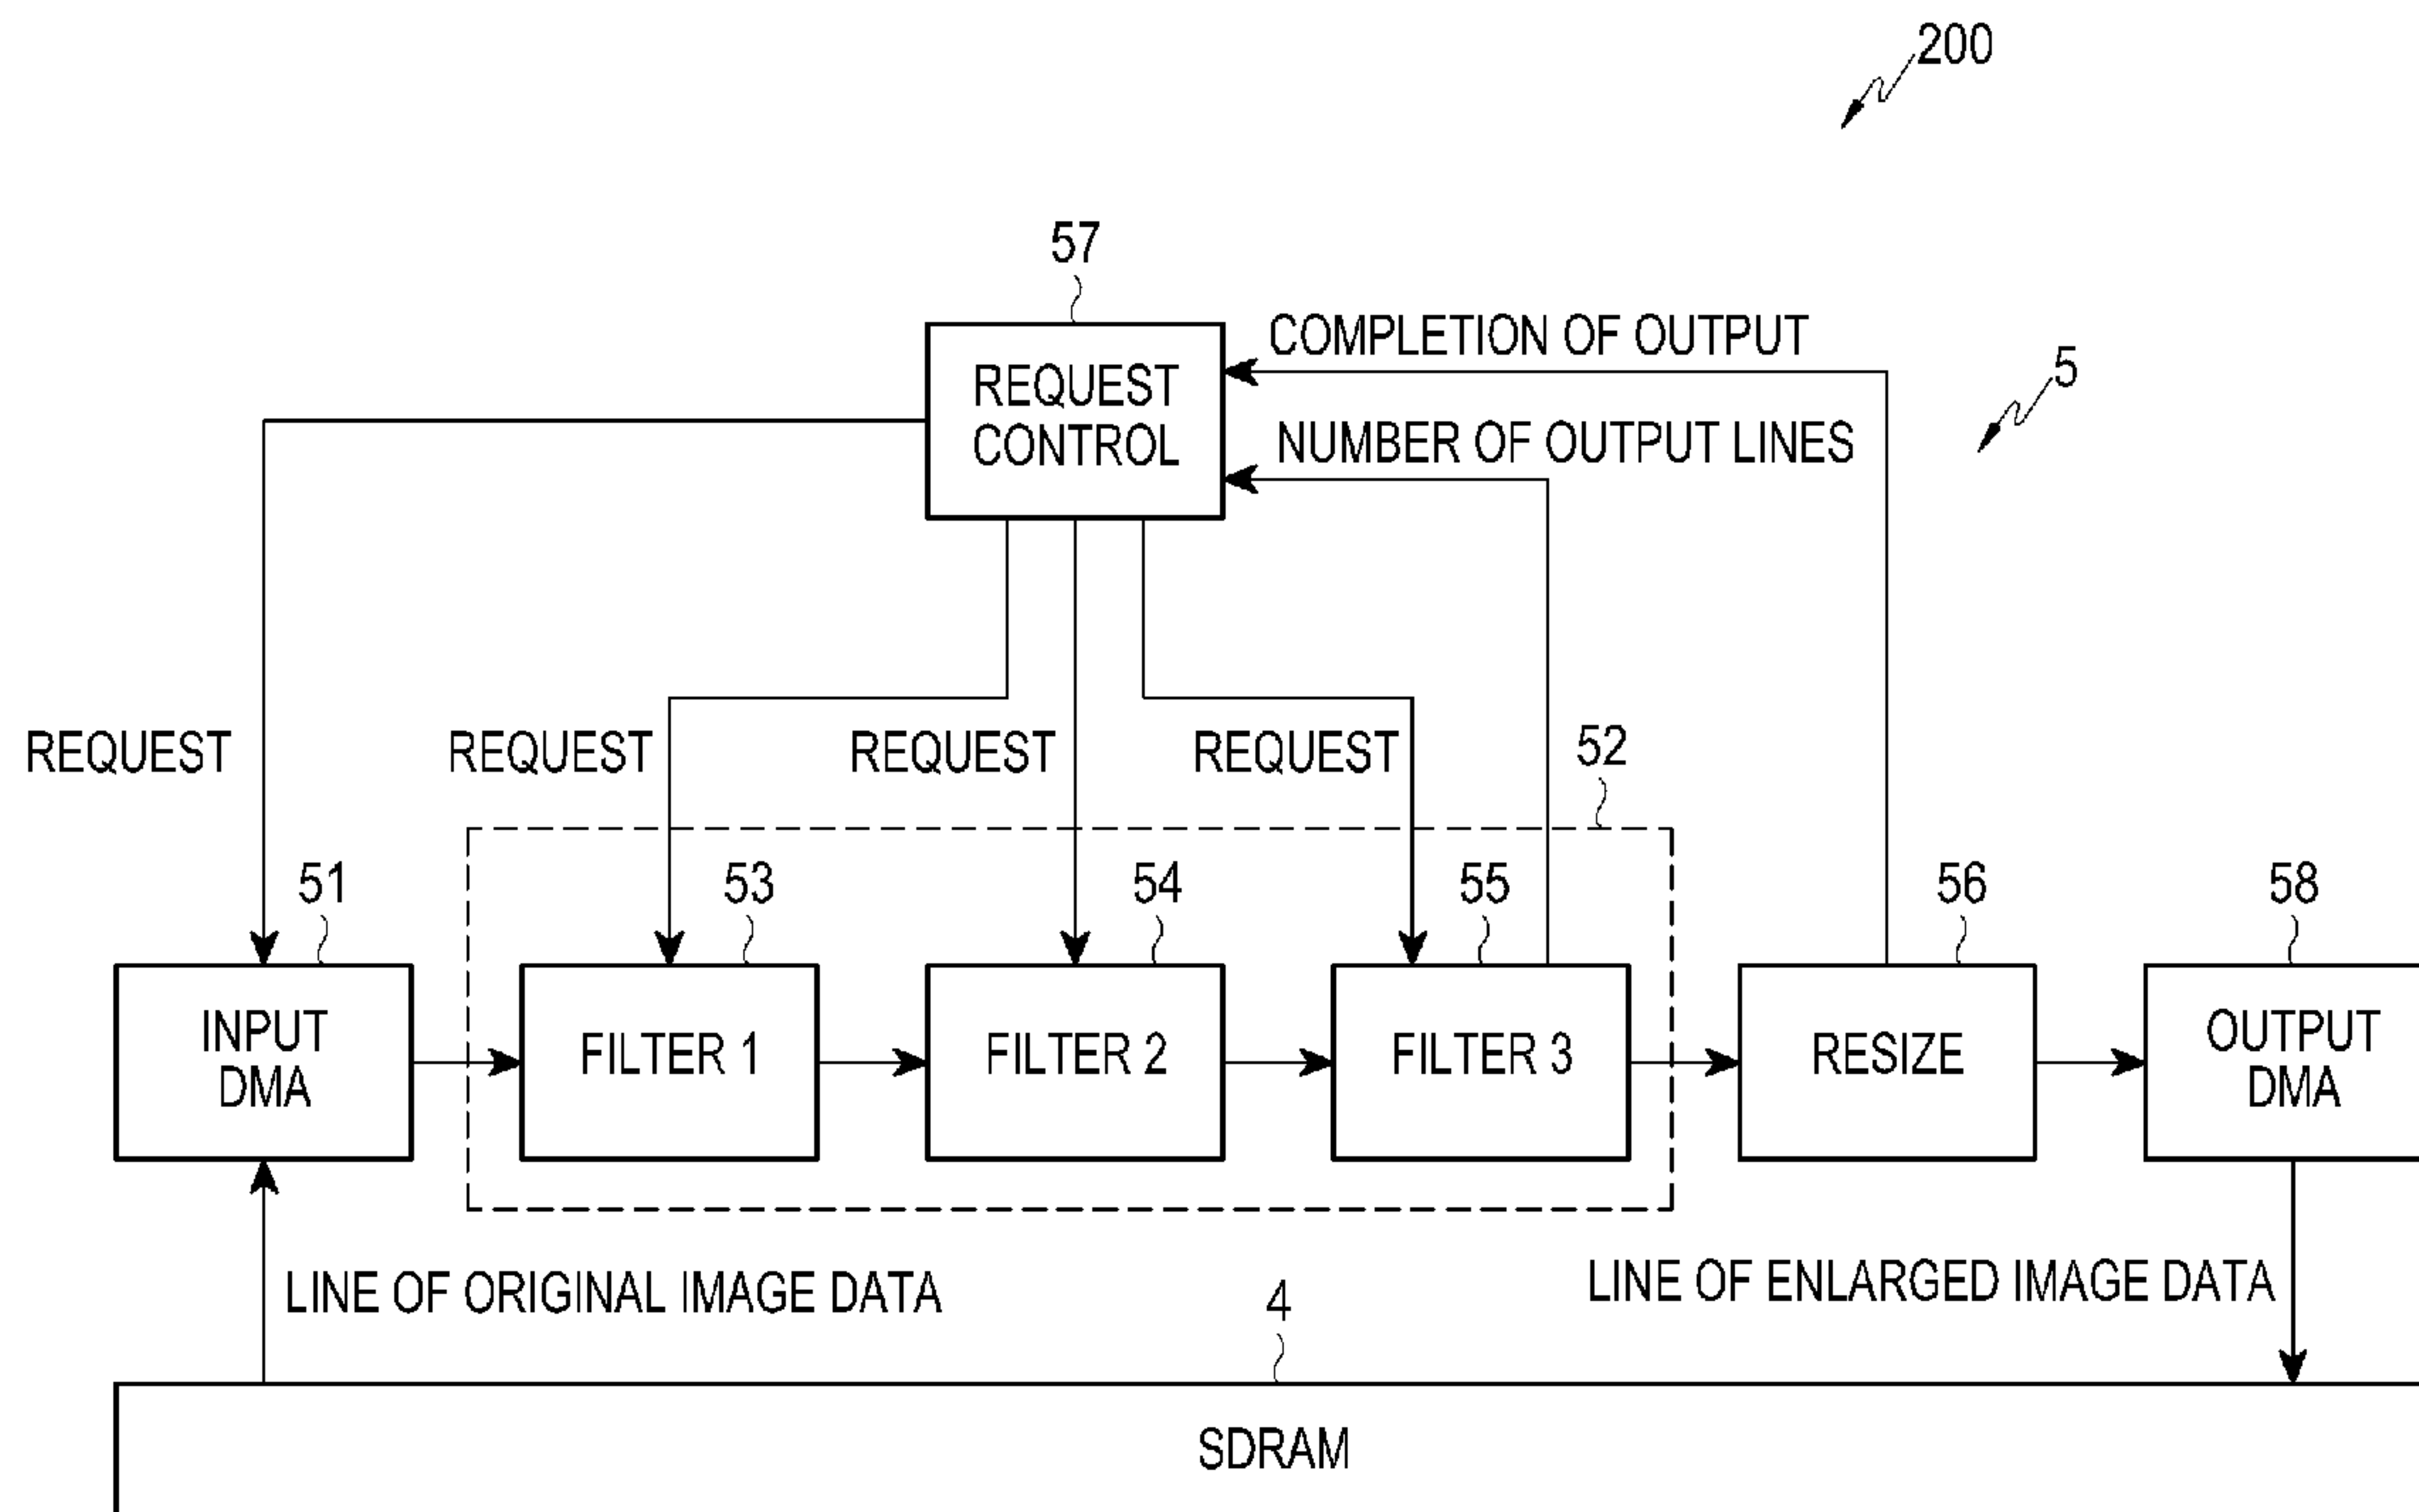 200
57
COMPLETION OF OUTPUT
5
REQUEST
CONTROL
NUMBER OF OUTPUT LINES
REQUEST
REQUEST
REQUEST
REQUEST
52
51
53
54
55
56
58
INPUT
DMA
FILTER 1
FILTER 2
FILTER 3
RESIZE
OUTPUT
DMA
LINE OF ORIGINAL IMAGE DATA
LINE OF ENLARGED IMAGE DATA
4
SDRAM